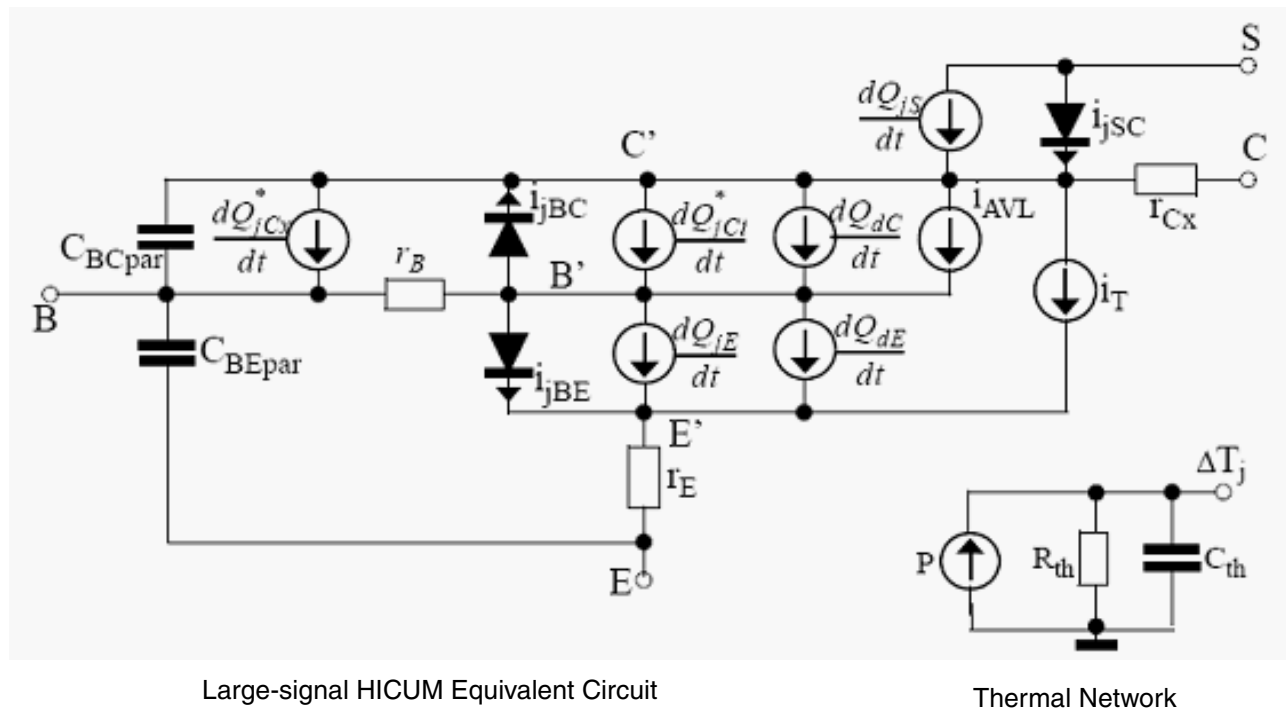 S
dQjS
dt
ijSC
C
C’
iAVL
rCx
ijBC
dQ*jCx
dt
dQ*jCi
dt
dQdC
dt
CBCpar
rB
B’
B
iT
CBEpar
dQjE
dt
dQdE
dt
ijBE
E’
rE
ΔTj
P
Rth
Cth
E
Large-signal HICUM Equivalent Circuit
Thermal Network